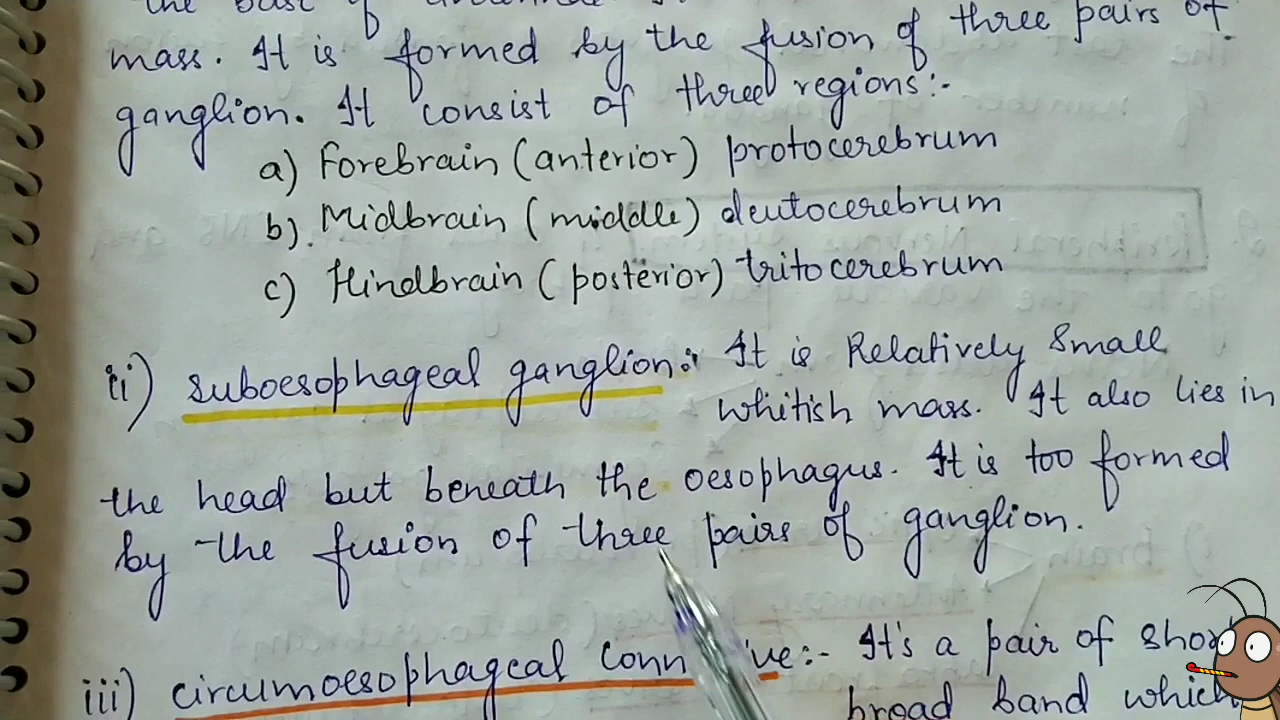 mass. It is formed by the fusion of three pairs of
ganglion. It consist of three regions:-
a) Forebrain (anterior) protocerebrum
b). Midbrain (middle) deutocerebrum
c) Hindbrain (posterior) tritocerebrum
ii) suboesophageal ganglion: It is Relatively Small
whitish mass. It also lies in
the head but beneath the oesophagus. It is too formed
by the fusion of three pairs of ganglion.
iii) circumoesophageal :- It's a pair of short
broad band which